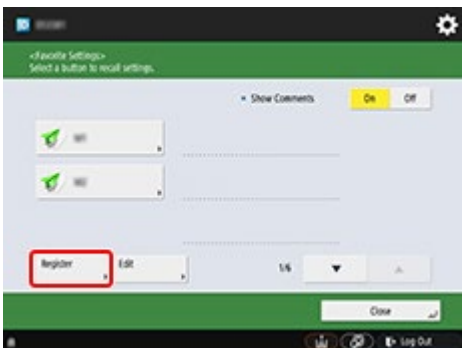 <Favorite Settings>
Select a button to recall settings.
Show Comments
On
Off
Register
Edit
1/6
Close
Log Out